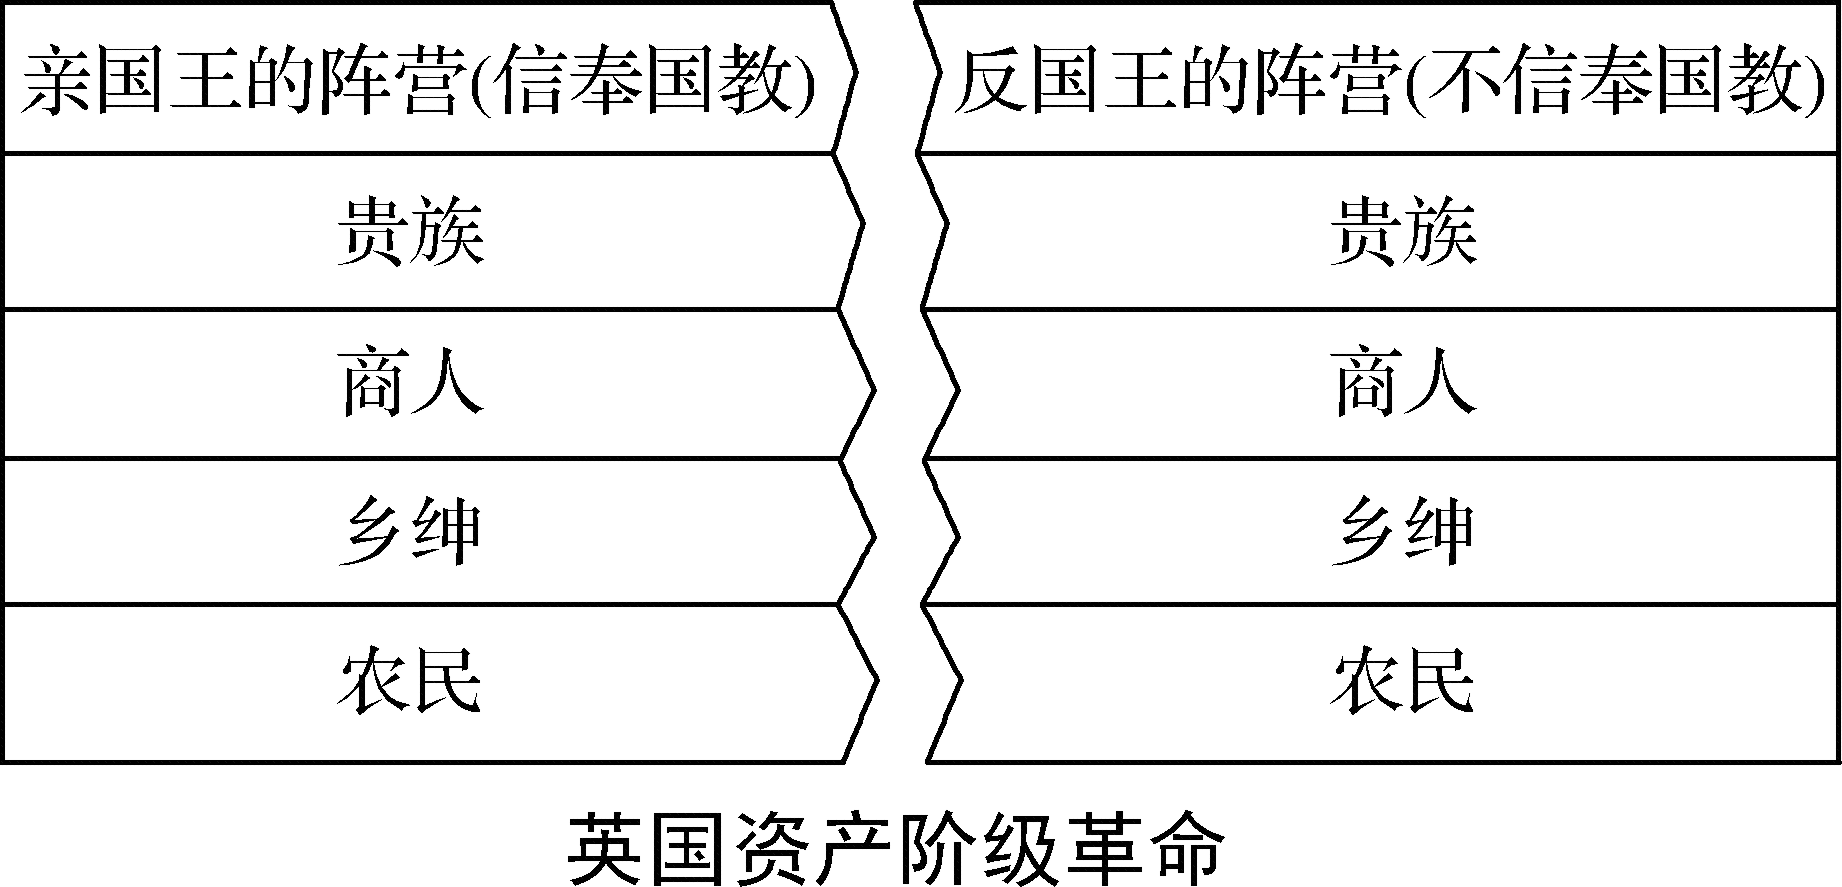 亲国王的阵营(信奉国教) 反国王的阵营(不信奉国教)
贵族 贵族
商人 商人
乡绅 乡绅
农民 农民
英国资产阶级革命